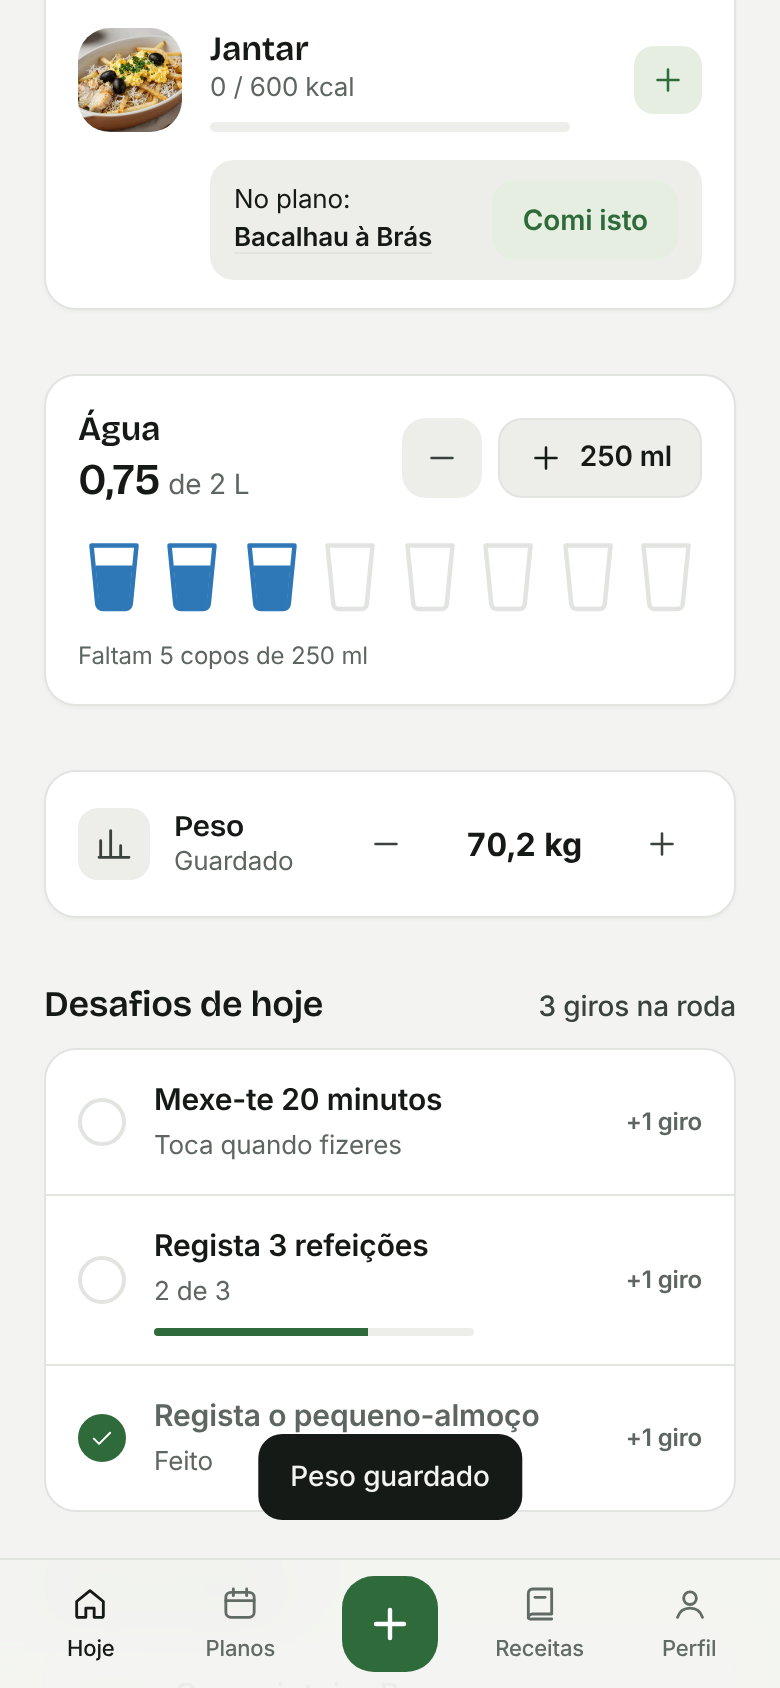 Jantar
0 / 600 kcal
No plano:
Bacalhau à Brás
Comi isto
Água
0,75 de 2 L
250 ml
Faltam 5 copos de 250 ml
Peso
Guardado
70,2 kg
Desafios de hoje
3 giros na roda
Mexe-te 20 minutos
Toca quando fizeres
+1 giro
Regista 3 refeições
2 de 3
+1 giro
Regista o pequeno-almoço
Feito
+1 giro
Peso guardado
Hoje
Planos
Receitas
Perfil